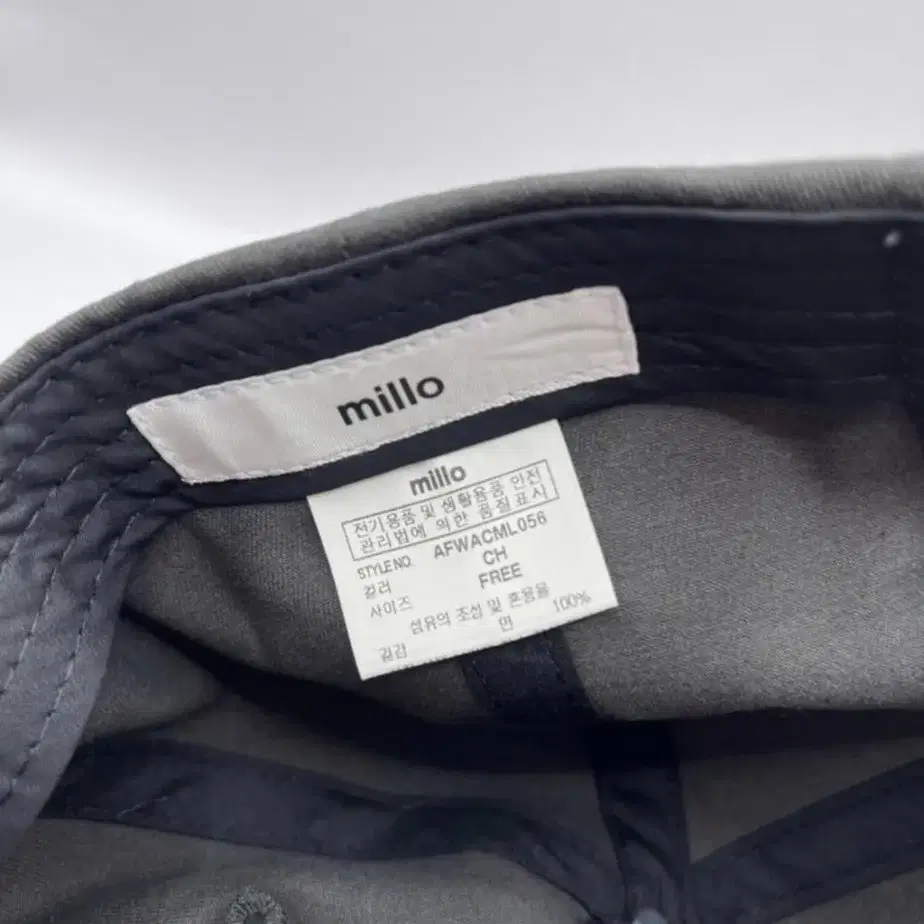 millo
millo
전기용품 및 생활용품 안전
관리법에 의한 품질표시
STYLE NO. AFWACML056
컬러 CH
사이즈 FREE
섬유의 조성 및 혼용률
겉감 면 100%